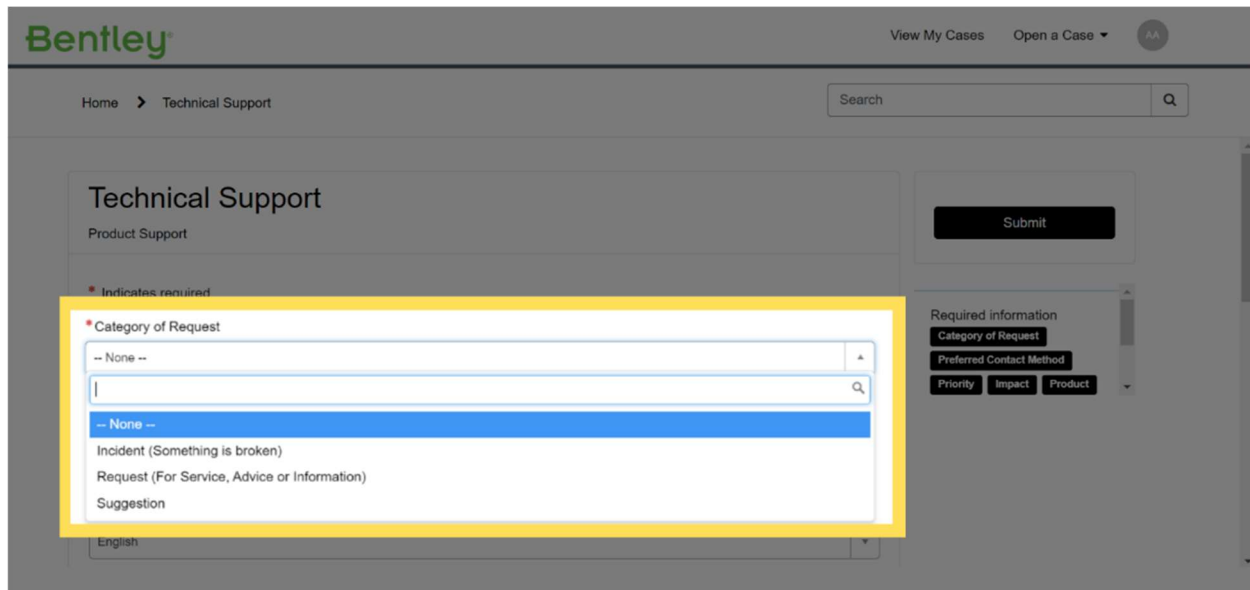 Bentley
View My Cases Open a Case
AA
Home Technical Support
Search
Technical Support
Product Support
Submit
* Indicates required
* Category of Request
-- None --
-- None --
Incident (Something is broken)
Request (For Service, Advice or Information)
Suggestion
English
Required information
Category of Request
Preferred Contact Method
Priority Impact Product